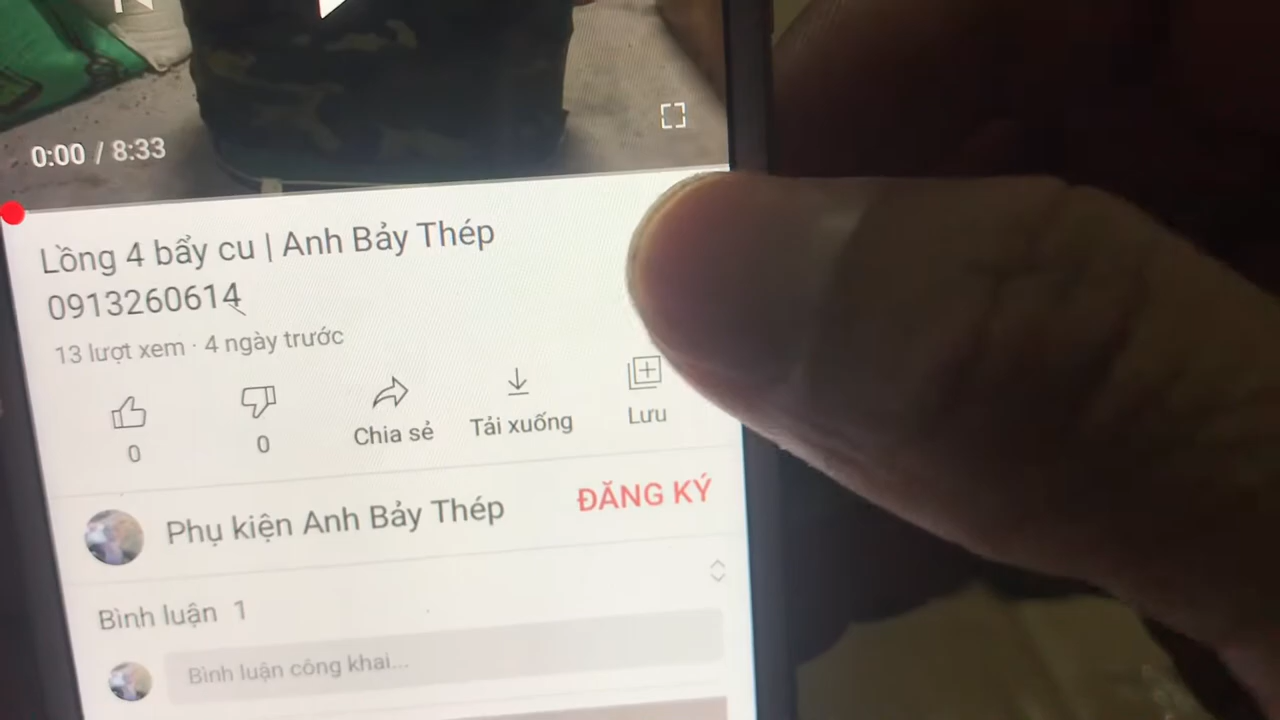 0:00 / 8:33
Lồng 4 bẩy cu | Anh Bảy Thép
0913260614
13 lượt xem · 4 ngày trước
0
0
Chia sẻ
Tải xuống
Lưu
Phụ kiện Anh Bảy Thép
ĐĂNG KÝ
Bình luận 1
Bình luận công khai...